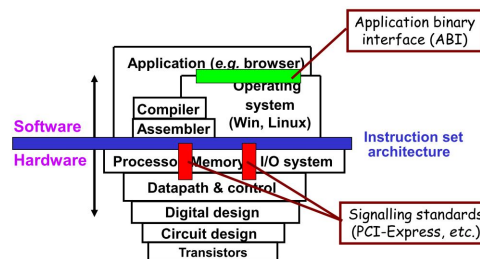 Application binary
interface (ABI)
Application (e.g. browser)
Operating
system
(Win, Linux)
Compiler
Assembler
Software
Hardware
Instruction set
architecture
Processor Memory I/O system
Datapath & control
Digital design
Circuit design
Transistors
Signalling standards
(PCI-Express, etc.)